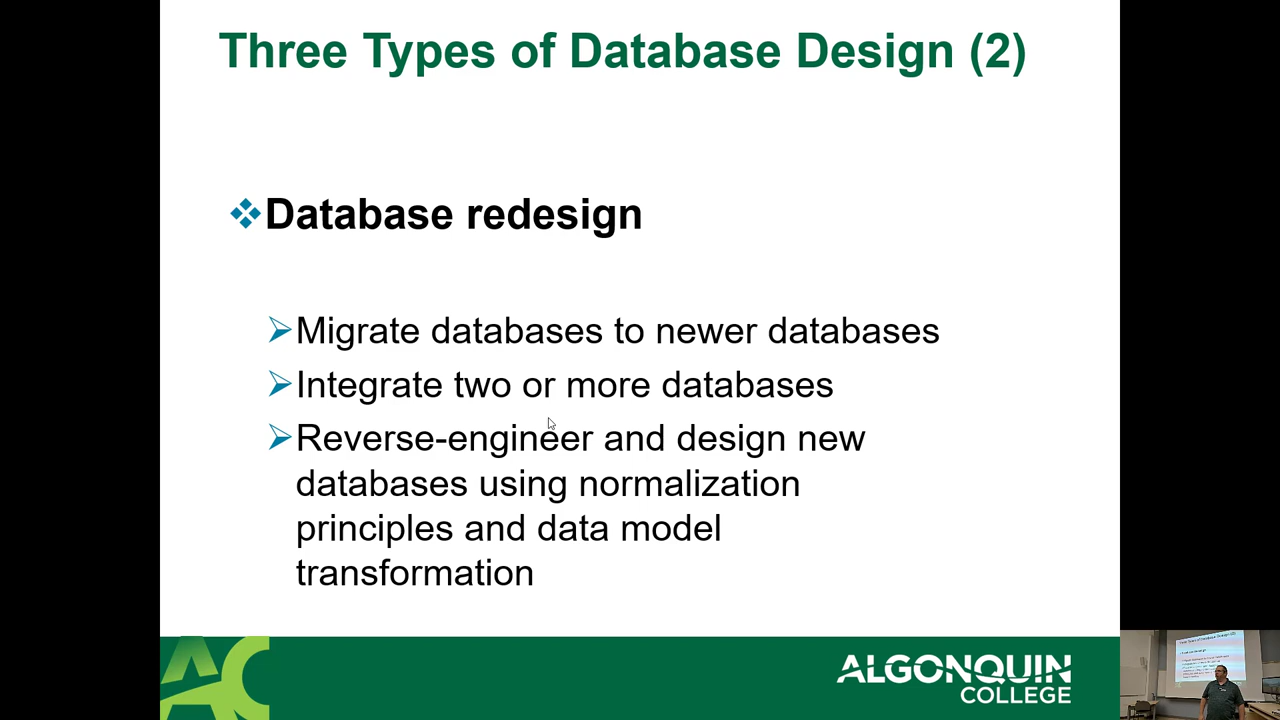 Three Types of Database Design (2)
Database redesign
Migrate databases to newer databases
Integrate two or more databases
Reverse-engineer and design new
databases using normalization
principles and data model
transformation
AC
ALGONQUIN
COLLEGE